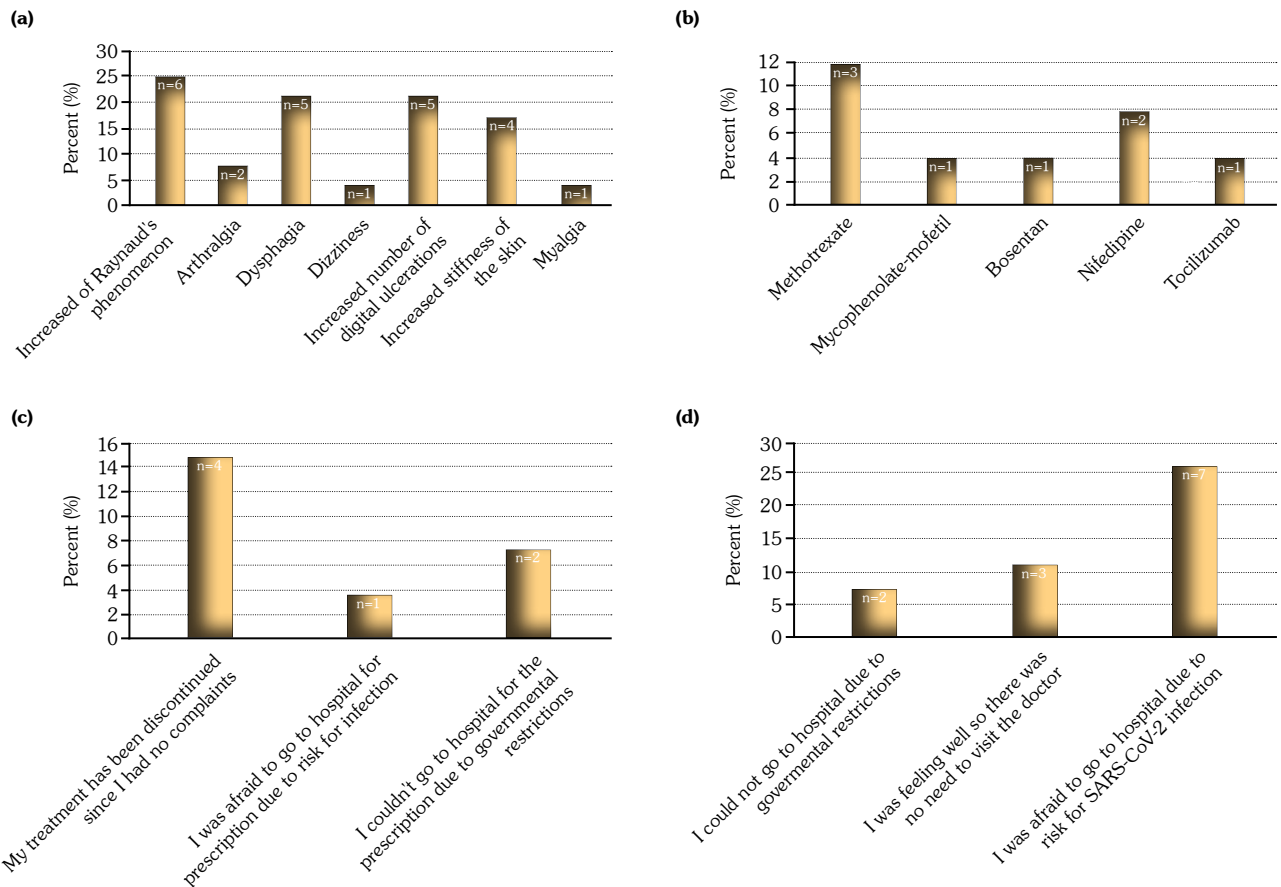 (a)
Percent (%)
30
25
20
15
10
5
0
n=6
n=2
n=5
n=1
n=5
n=4
n=1
Increased of Raynaud's
phenomenon
Arthralgia
Dysphagia
Dizziness
Increased number of
digital ulcerations
Increased stiffness of
the skin
Myalgia
(b)
Percent (%)
12
10
8
6
4
2
0
n=3
n=1
n=1
n=2
n=1
Methotrexate
Mycophenolate-mofetil
Bosentan
Nifedipine
Tocilizumab
(c)
Percent (%)
16
14
12
10
8
6
4
2
0
n=4
n=1
n=2
My treatment has been discontinued
since I had no complaints
I was afraid to go to hospital for
prescription due to risk for infection
I couldn't go to hospital for the
prescription due to governmental
restrictions
(d)
Percent (%)
30
25
20
15
10
5
0
n=2
n=3
n=7
I could not go to hospital due to
govermental restrictions
I was feeling well so there was
no need to visit the doctor
I was afraid to go to hospital due to
risk for SARS-CoV-2 infection